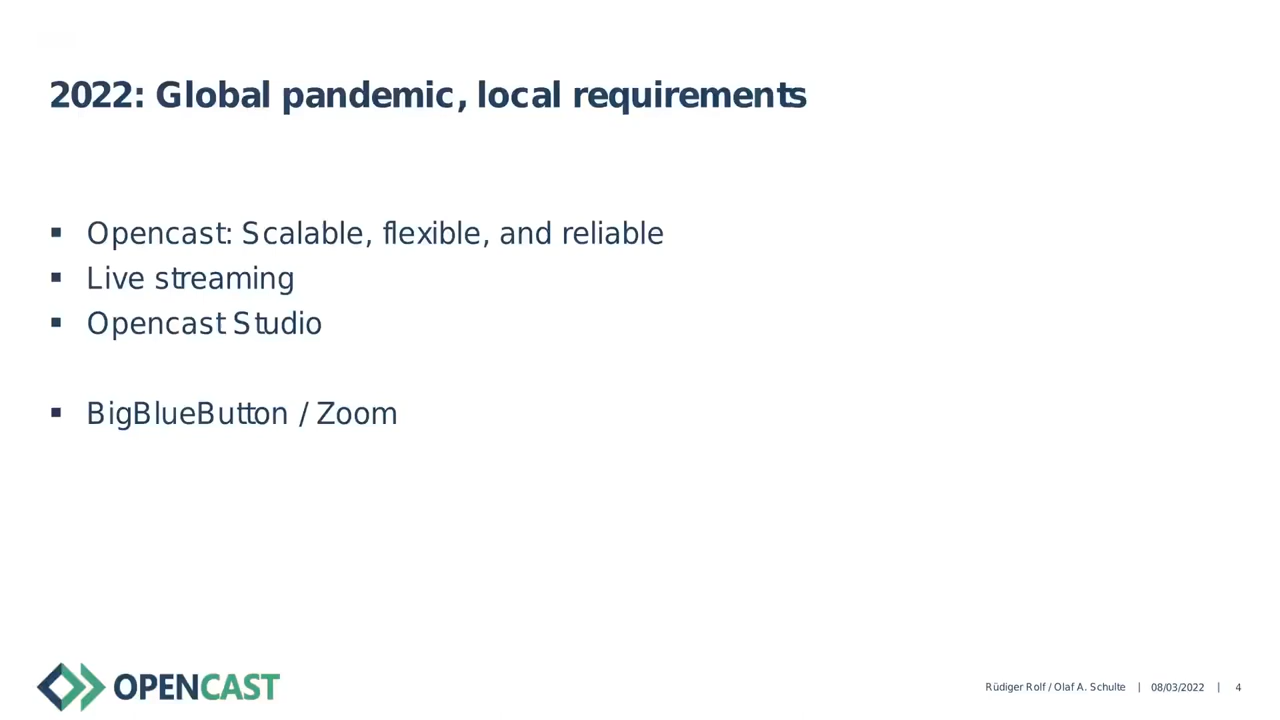 2022: Global pandemic, local requirements
▪ Opencast: Scalable, flexible, and reliable
▪ Live streaming
▪ Opencast Studio
▪ BigBlueButton / Zoom
OPENCAST
Rüdiger Rolf / Olaf A. Schulte | 08/03/2022 | 4